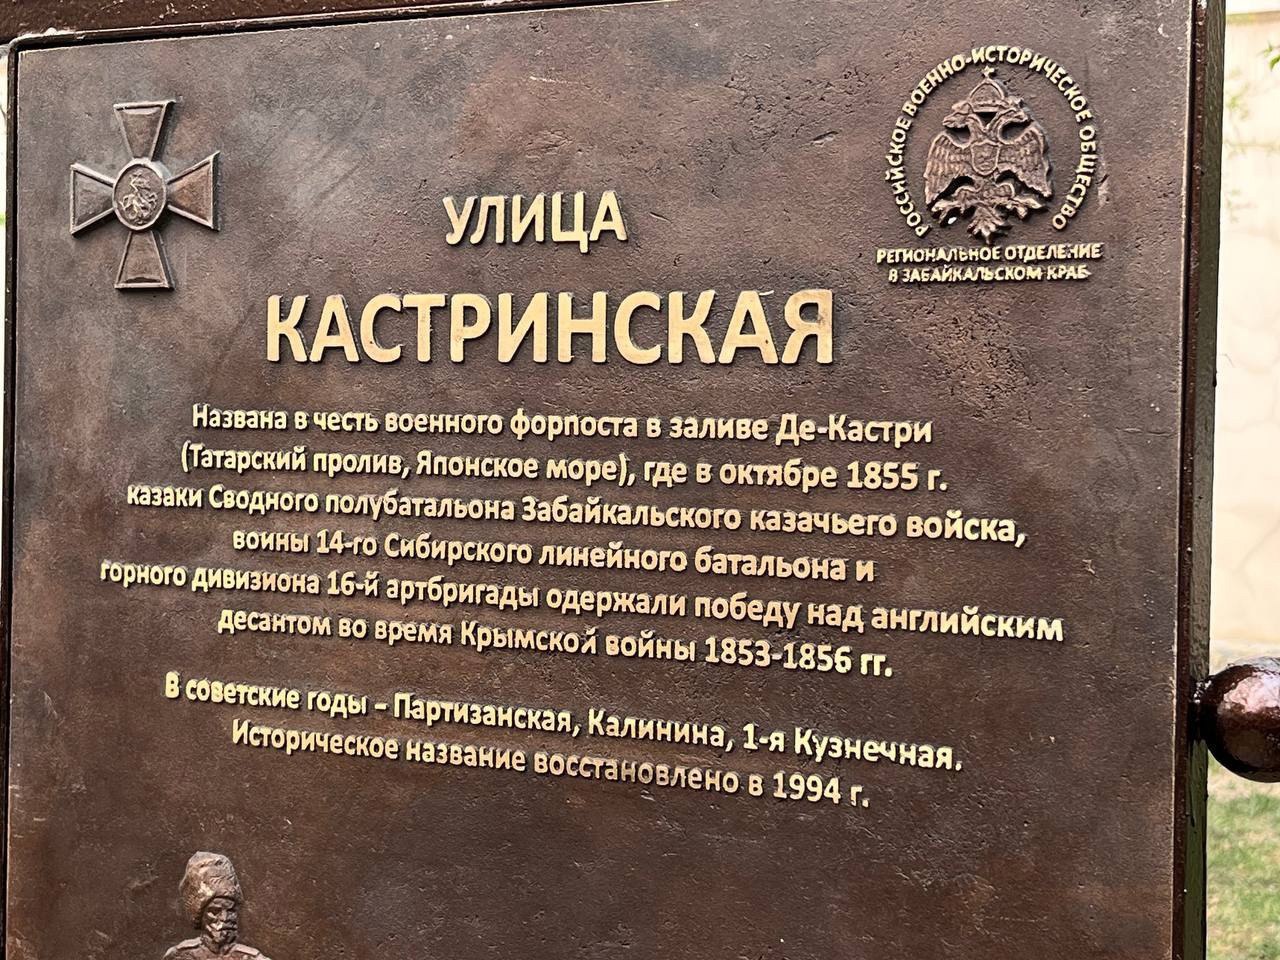 РОССИЙСКОЕ ВОЕННО-ИСТОРИЧЕСКОЕ ОБЩЕСТВО
РЕГИОНАЛЬНОЕ ОТДЕЛЕНИЕ
В ЗАБАЙКАЛЬСКОМ КРАЕ
УЛИЦА
КАСТРИНСКАЯ
Названа в честь военного форпоста в заливе Де-Кастри
(Татарский пролив, Японское море), где в октябре 1855 г.
казаки Сводного полубатальона Забайкальского казачьего войска,
воины 14-го Сибирского линейного батальона и
горного дивизиона 16-й артбригады одержали победу над английским
десантом во время Крымской войны 1853-1856 гг.
В советские годы – Партизанская, Калинина, 1-я Кузнечная.
Историческое название восстановлено в 1994 г.